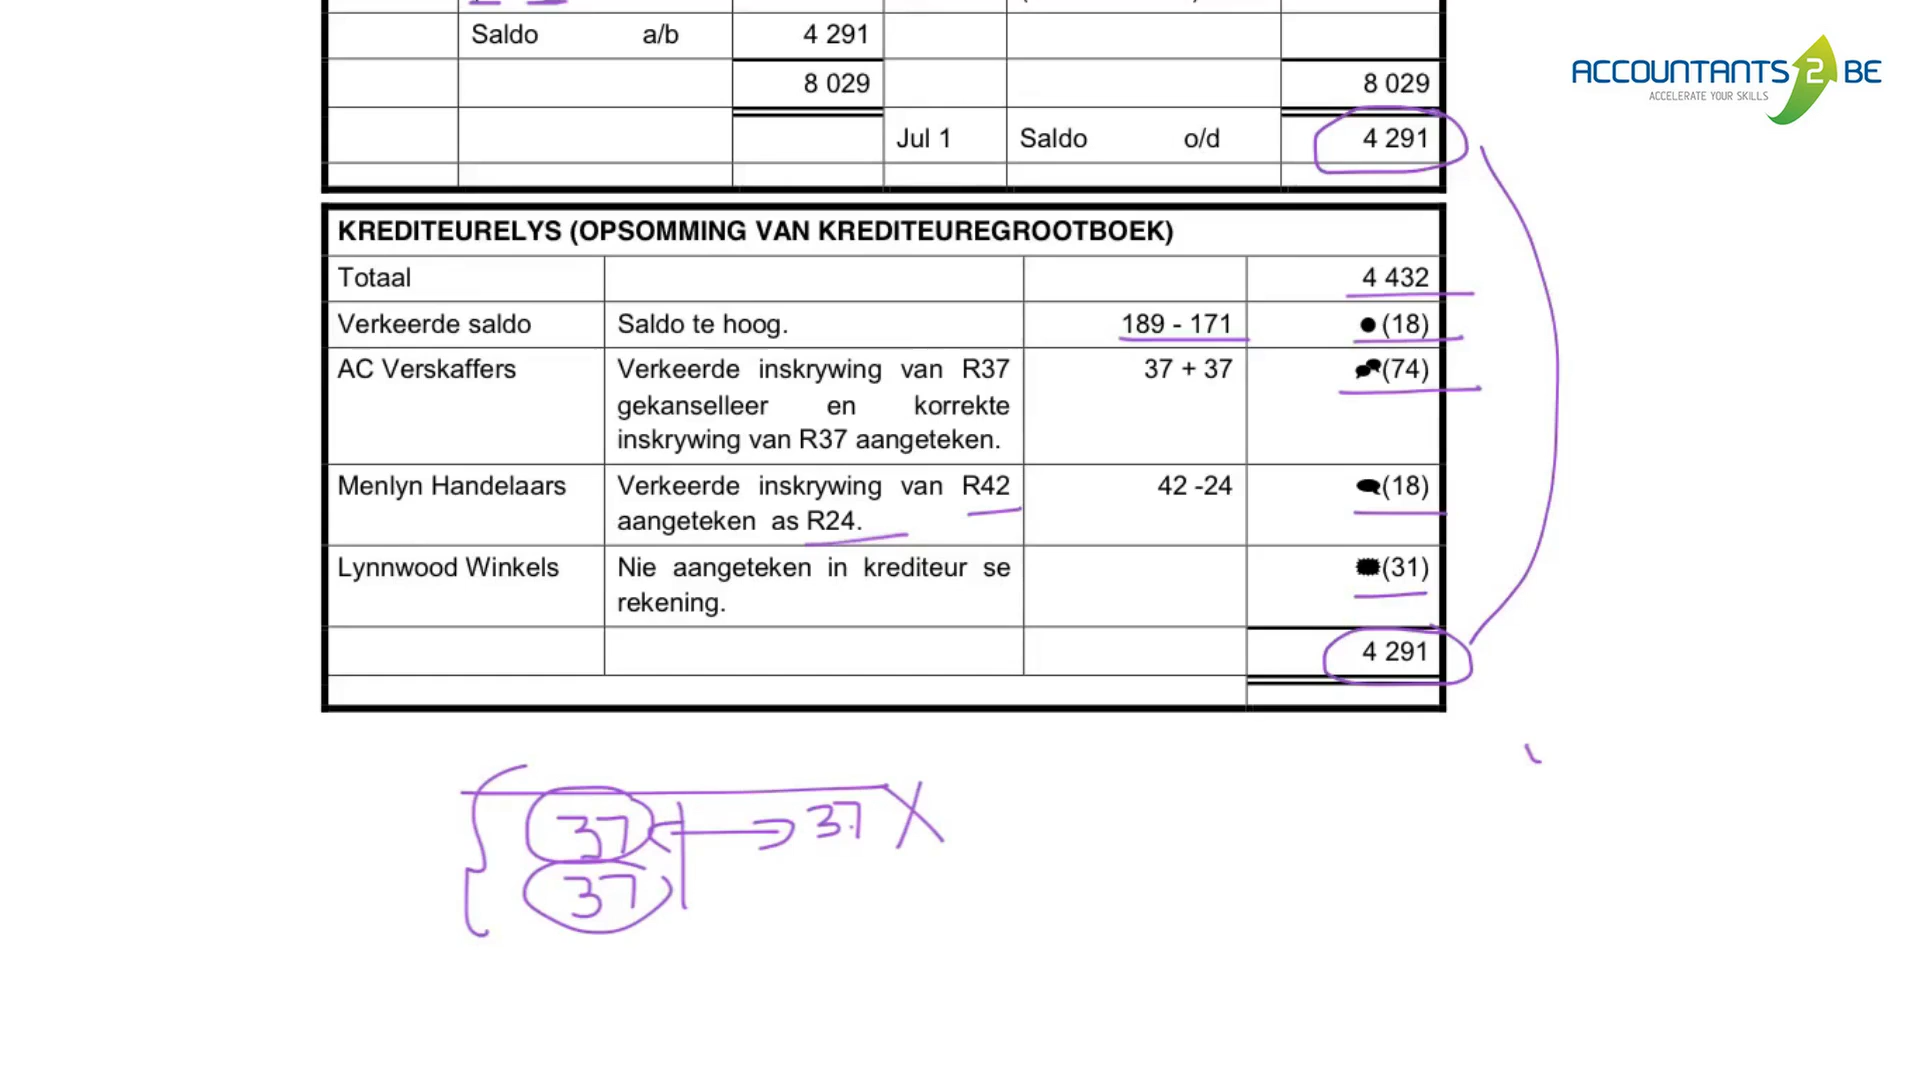 Saldo a/b 4 291
8 029 8 029
Jul 1 Saldo o/d 4 291
ACCOUNTANTS 2 BE
ACCELERATE YOUR SKILLS
KREDITEURELYS (OPSOMMING VAN KREDITEUREGROOTBOEK)
Totaal 4 432
Verkeerde saldo Saldo te hoog. 189 - 171 (18)
AC Verskaffers Verkeerde inskrywing van R37 37 + 37 (74)
gekanselleer en korrekte
inskrywing van R37 aangeteken.
Menlyn Handelaars Verkeerde inskrywing van R42 42 -24 (18)
aangeteken as R24.
Lynnwood Winkels Nie aangeteken in krediteur se (31)
rekening.
4 291
37 37 X
37